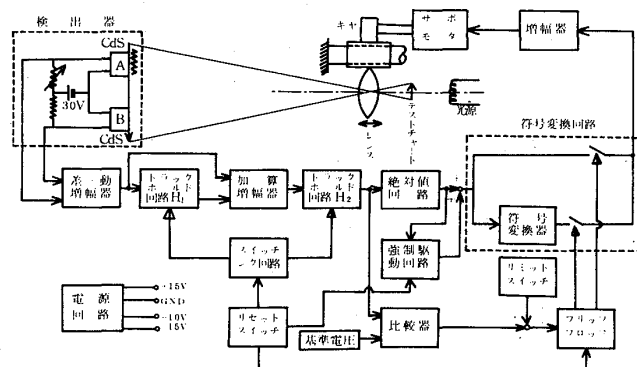 検 出 器
CdS
A
30V
B
CdS
ギヤ
サ ボ
モ タ
増幅器
レンズ
テストチャート
光源
符号変換回路
差 動
増幅器
トラック
ホールド
回路H₁
加 算
増幅器
トラック
ホールド
回路H₂
絶対値
回 路
符 号
変換器
スイッチ
ング回路
強制駆
動回路
リミット
スイッチ
電 源
回 路
+15V
GND
-10V
-15V
リセット
スイッチ
基準電圧
比較器
フリップ
フロップ